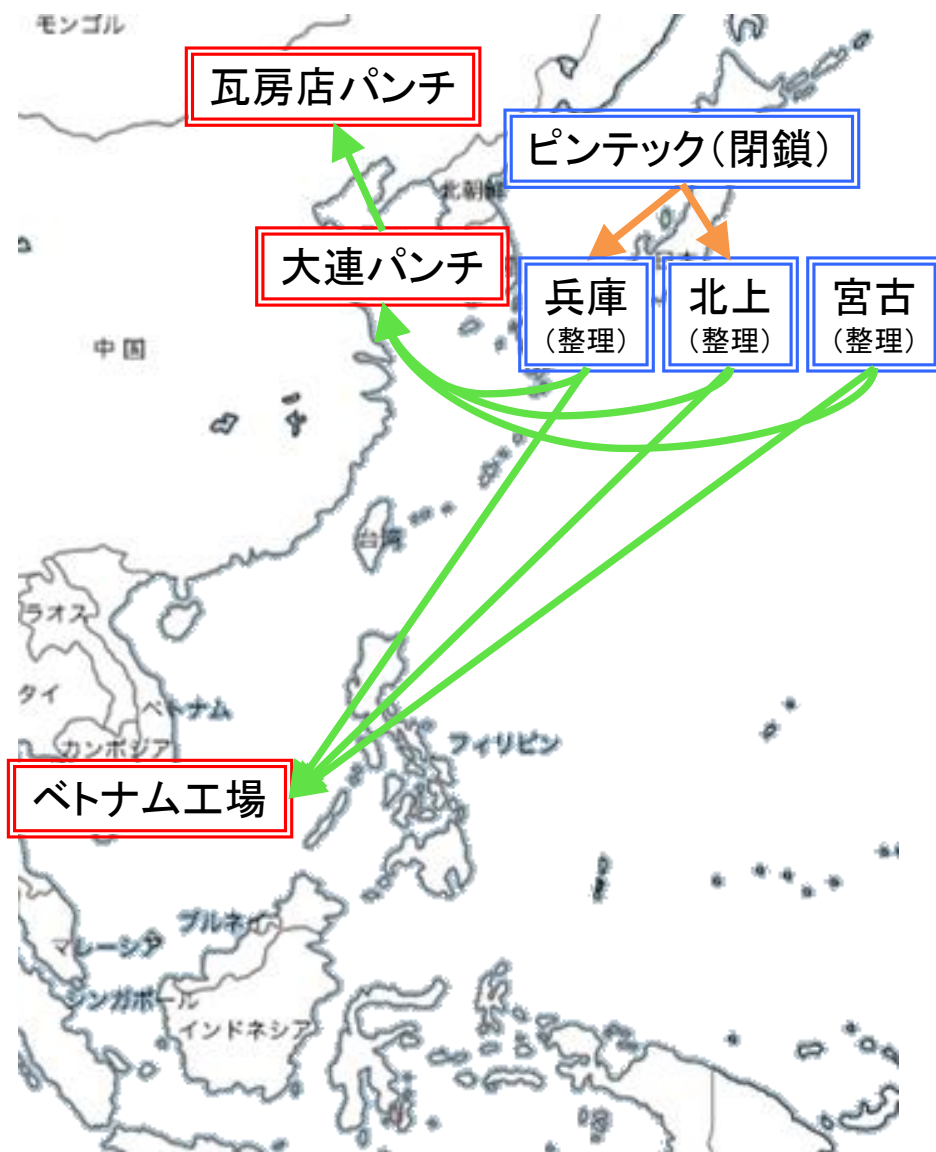 モンゴル
瓦房店パンチ
ピンテック（閉鎖）
北朝鮮
大連パンチ
兵庫
（整理）
北上
（整理）
宮古
（整理）
中国
台湾
ラオス
タイ
ベトナム
カンボジア
フィリピン
ベトナム工場
ブルネイ
マレーシア
シンガポール
インドネシア